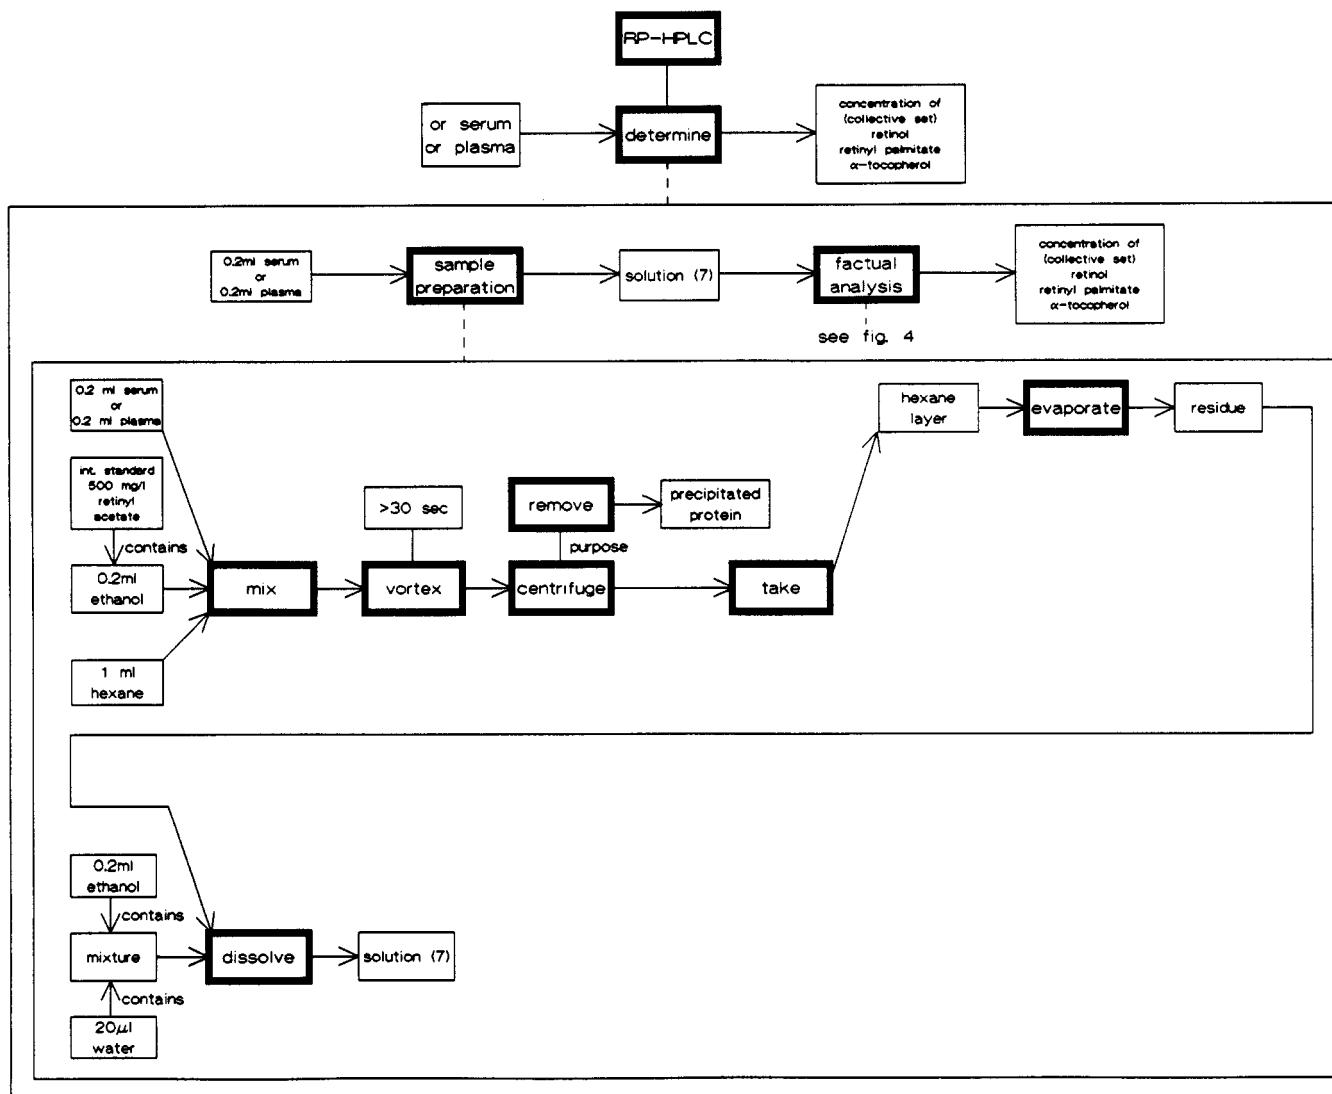 RP-HPLC
or serum
or plasma
determine
concentration of
(collective set)
retinol
retinyl palmitate
α-tocopherol
0.2ml serum
or
0.2ml plasma
sample
preparation
solution (7)
factual
analysis
concentration of
(collective set)
retinol
retinyl palmitate
α-tocopherol
see fig. 4
0.2 ml serum
or
0.2 ml plasma
hexane
layer
evaporate
residue
int. standard
500 mg/l
retinyl
acetate
>30 sec
remove
precipitated
protein
contains
purpose
0.2ml
ethanol
mix
vortex
centrifuge
take
1 ml
hexane
0.2ml
ethanol
contains
mixture
dissolve
solution (7)
contains
20μl
water